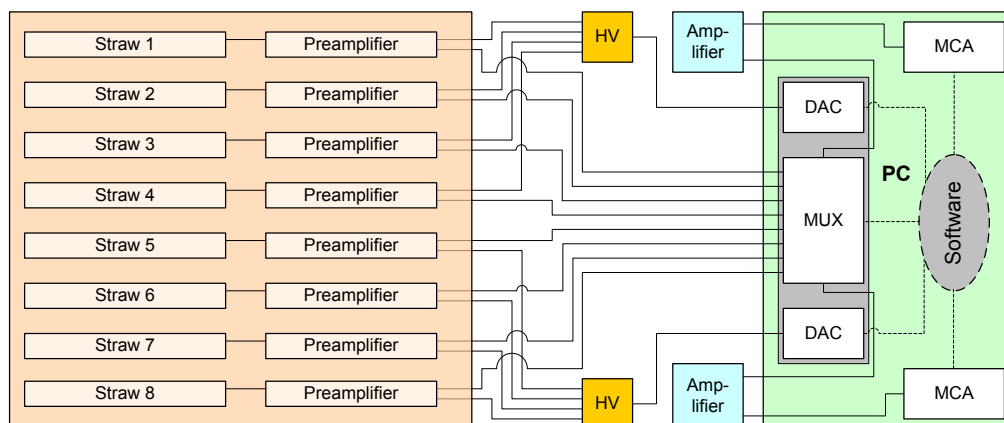 Straw 1
Preamplifier
Straw 2
Preamplifier
Straw 3
Preamplifier
Straw 4
Preamplifier
Straw 5
Preamplifier
Straw 6
Preamplifier
Straw 7
Preamplifier
Straw 8
Preamplifier
HV
HV
Amp-
lifier
Amp-
lifier
DAC
MUX
DAC
PC
MCA
Software
MCA